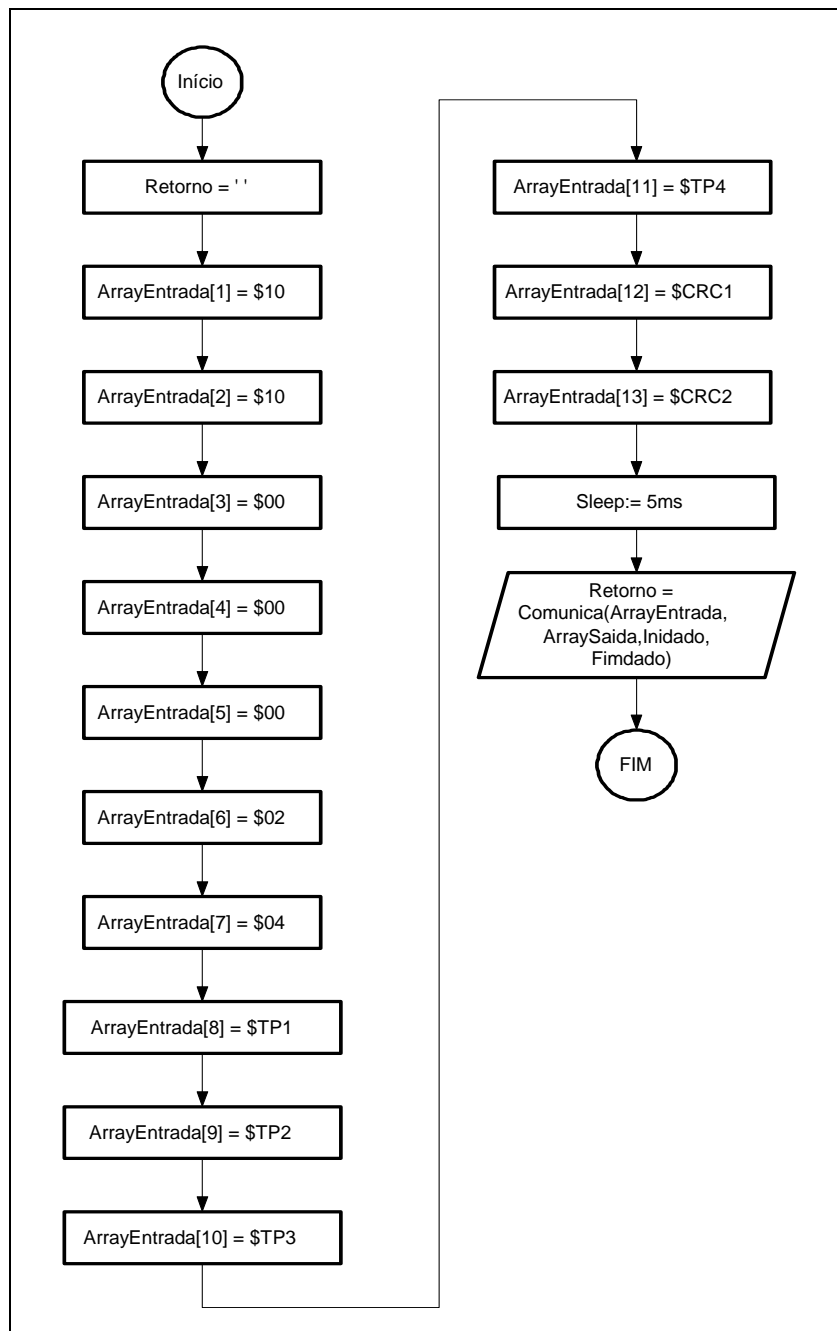 Início
Retorno = ' '
ArrayEntrada[1] = $10
ArrayEntrada[2] = $10
ArrayEntrada[3] = $00
ArrayEntrada[4] = $00
ArrayEntrada[5] = $00
ArrayEntrada[6] = $02
ArrayEntrada[7] = $04
ArrayEntrada[8] = $TP1
ArrayEntrada[9] = $TP2
ArrayEntrada[10] = $TP3
ArrayEntrada[11] = $TP4
ArrayEntrada[12] = $CRC1
ArrayEntrada[13] = $CRC2
Sleep:= 5ms
Retorno =
Comunica(ArrayEntrada,
ArraySaida,Inidado,
Fimdado)
FIM